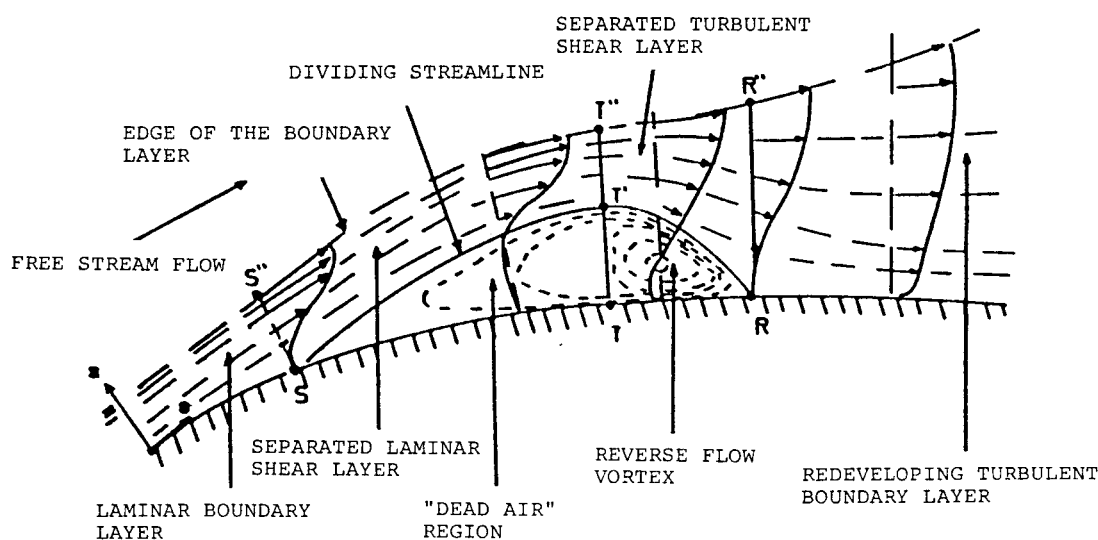 SEPARATED TURBULENT
SHEAR LAYER
DIVIDING STREAMLINE
T"
R"
EDGE OF THE BOUNDARY
LAYER
T'
FREE STREAM FLOW
S"
T
R
S
SEPARATED LAMINAR
SHEAR LAYER
REVERSE FLOW
VORTEX
REDEVELOPING TURBULENT
BOUNDARY LAYER
LAMINAR BOUNDARY
LAYER
"DEAD AIR"
REGION